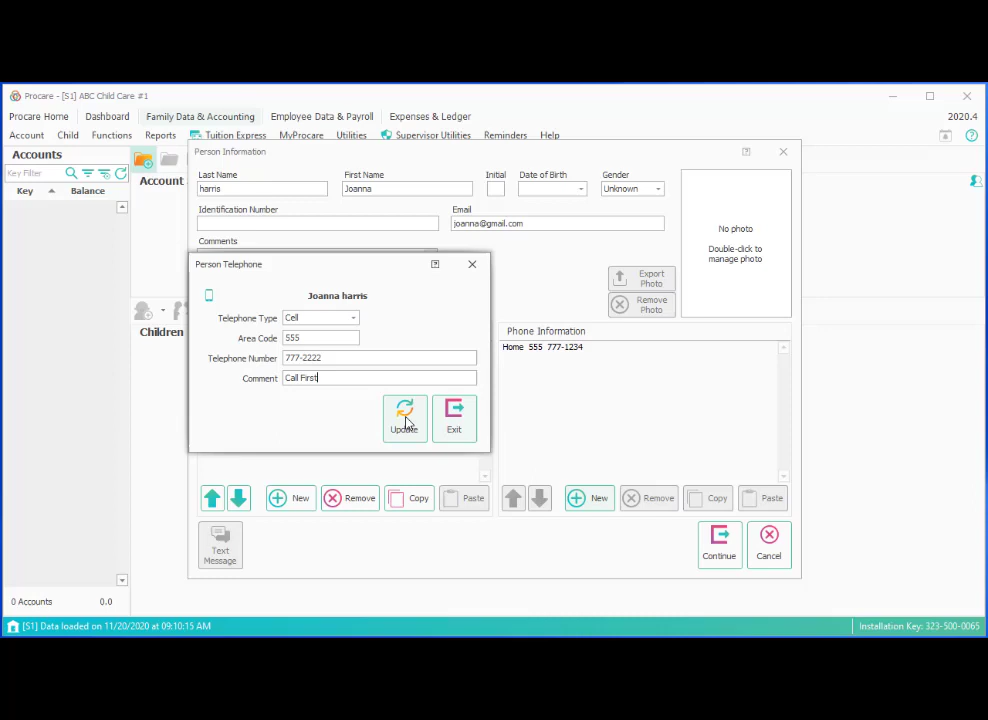 Procare - [S1] ABC Child Care #1
Procare Home Dashboard Family Data & Accounting Employee Data & Payroll Expenses & Ledger 2020.4
Account Child Functions Reports Tuition Express MyProcare Utilities Supervisor Utilities Reminders Help
Accounts
Key Filter
Key Balance
Account
Children
Person Information
Last Name First Name Initial Date of Birth Gender
harris Joanna Unknown
Identification Number Email
joanna@gmail.com
Comments
No photo
Double-click to
manage photo
Export
Photo
Remove
Photo
Person Telephone
Joanna harris
Telephone Type Cell
Area Code 555
Telephone Number 777-2222
Comment Call First
Update Exit
Phone Information
Home 555 777-1234
New Remove Copy Paste New Remove Copy Paste
Text
Message
Continue Cancel
0 Accounts 0.0
[S1] Data loaded on 11/20/2020 at 09:10:15 AM Installation Key: 323-500-0065